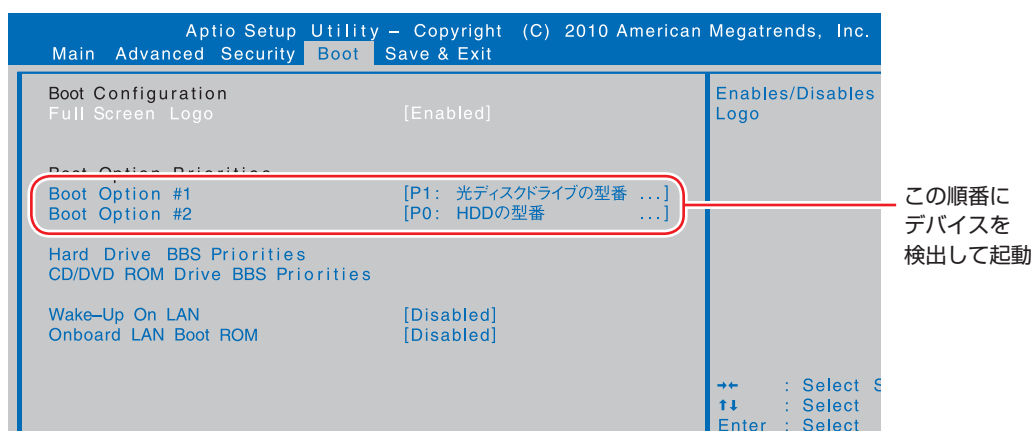 Aptio Setup Utility – Copyright (C) 2010 American Megatrends, Inc.
Main Advanced Security Boot Save & Exit
Boot Configuration
Full Screen Logo [Enabled]
Boot Option Priorities
Boot Option #1 [P1: 光ディスクドライブの型番 ...]
Boot Option #2 [P0: HDDの型番 ...]
Hard Drive BBS Priorities
CD/DVD ROM Drive BBS Priorities
Wake–Up On LAN [Disabled]
Onboard LAN Boot ROM [Disabled]
Enables/Disables
Logo
→← : Select S
↑↓ : Select
Enter : Select
この順番に
デバイスを
検出して起動